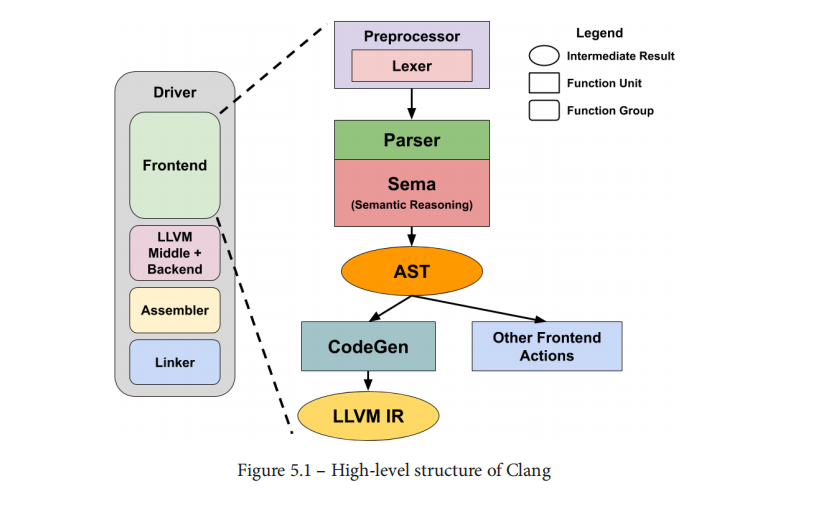 Driver
Frontend
LLVM
Middle +
Backend
Assembler
Linker
Preprocessor
Lexer
Parser
Sema
(Semantic Reasoning)
AST
CodeGen
Other Frontend
Actions
LLVM IR
Legend
Intermediate Result
Function Unit
Function Group
Figure 5.1 – High-level structure of Clang